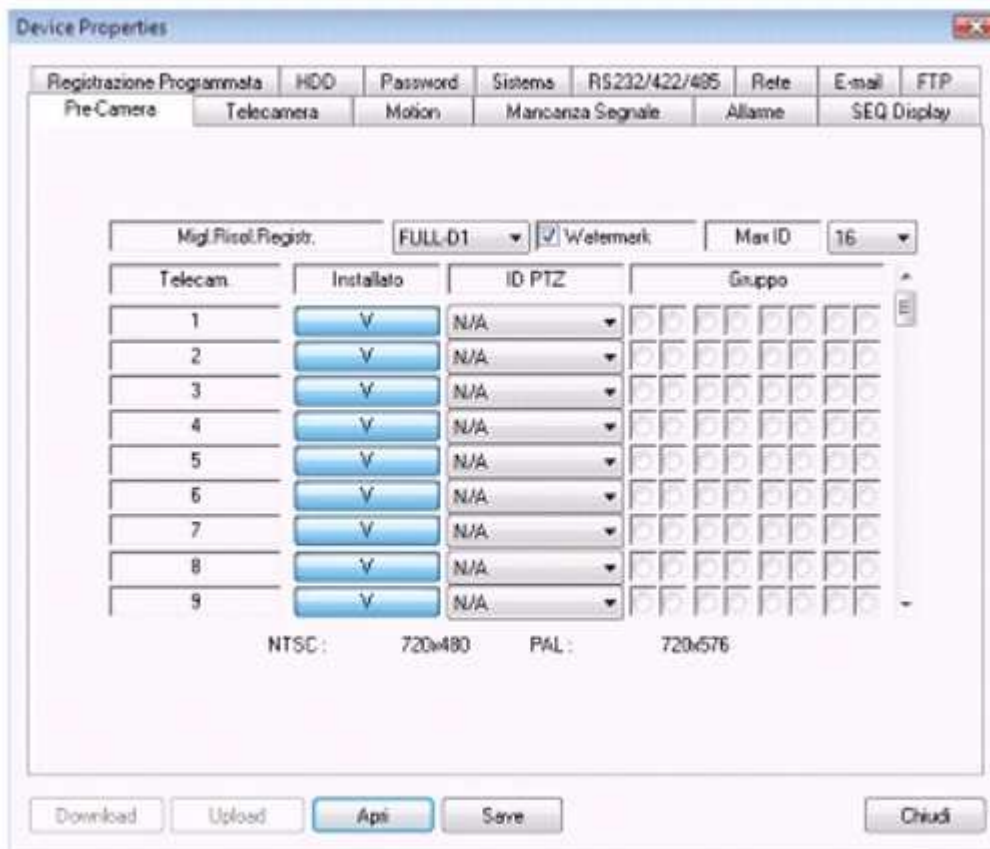 Device Properties
Registrazione Programmata HDD Password Sistema RS232/422/485 Rete E-mail FTP
Pre-Camera Telecamera Motion Mancanza Segnale Allarme SEQ Display
Migl.Risol.Registr. FULL-D1 Watermark Max ID 16
Telecam. Installato ID PTZ Gruppo
1 V N/A
2 V N/A
3 V N/A
4 V N/A
5 V N/A
6 V N/A
7 V N/A
8 V N/A
9 V N/A
NTSC : 720x480 PAL : 720x576
Download Upload Apri Save Chiudi